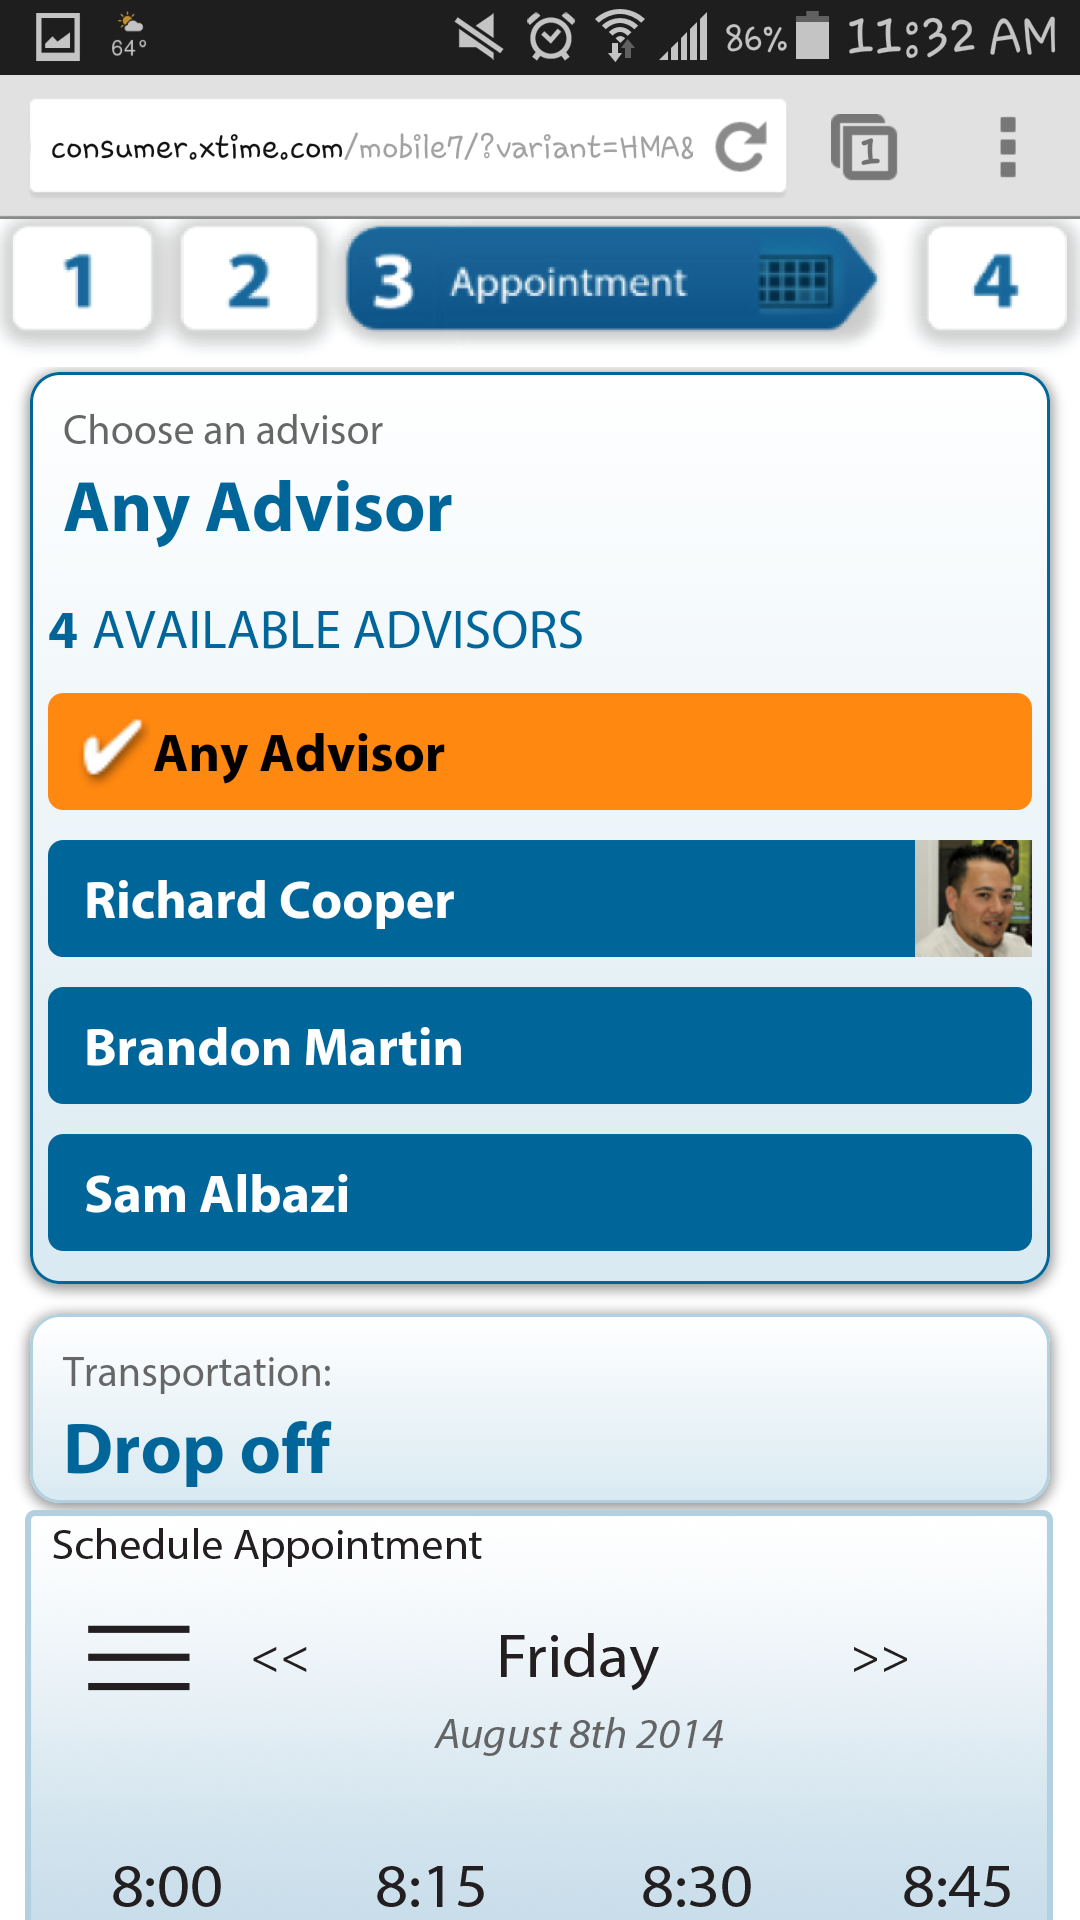 64°
86% 11:32 AM
consumer.xtime.com/mobile7/?variant=HMA&
1
1 2 3 Appointment 4
Choose an advisor
Any Advisor
4 AVAILABLE ADVISORS
Any Advisor
Richard Cooper
Brandon Martin
Sam Albazi
Transportation:
Drop off
Schedule Appointment
<< Friday >>
August 8th 2014
8:00 8:15 8:30 8:45